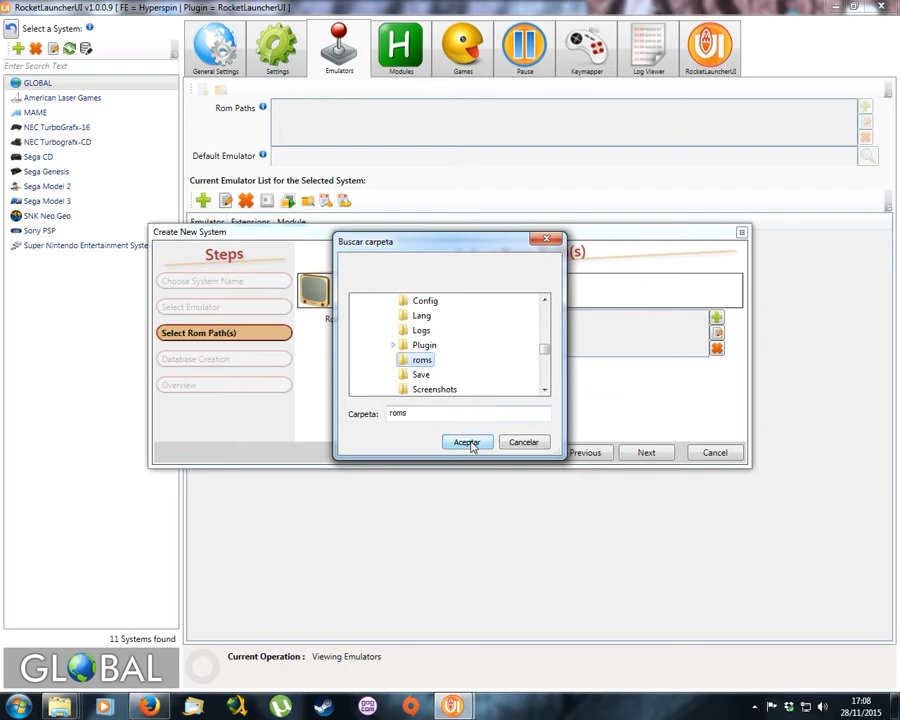 RocketLauncherUI v1.0.0.9 [ FE = Hyperspin | Plugin = RocketLauncherUI ]
Select a System:
Enter Search Text
GLOBAL
American Laser Games
MAME
NEC TurboGrafx-16
NEC Turbografx-CD
Sega CD
Sega Genesis
Sega Model 2
Sega Model 3
SNK Neo Geo
Sony PSP
Super Nintendo Entertainment Syste
11 Systems found
GLOBAL
General Settings
Settings
Emulators
Modules
Games
Pause
Keymapper
Log Viewer
RocketLauncherUI
Rom Paths
Default Emulator
Current Emulator List for the Selected System:
Emulator Extensions Module
Create New System
Steps
Choose System Name
Select Emulator
Select Rom Path(s)
Database Creation
Overview
(s)
Ro
Previous
Next
Cancel
Buscar carpeta
Config
Lang
Logs
Plugin
roms
Save
Screenshots
Carpeta: roms
Aceptar
Cancelar
Current Operation : Viewing Emulators
17:08
28/11/2015